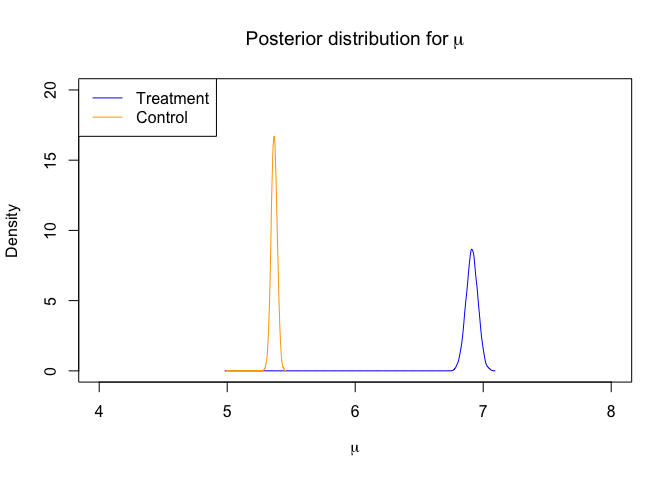 Posterior distribution for μ
Treatment
Control
Density
20
15
10
5
0
4 5 6 7 8
μ